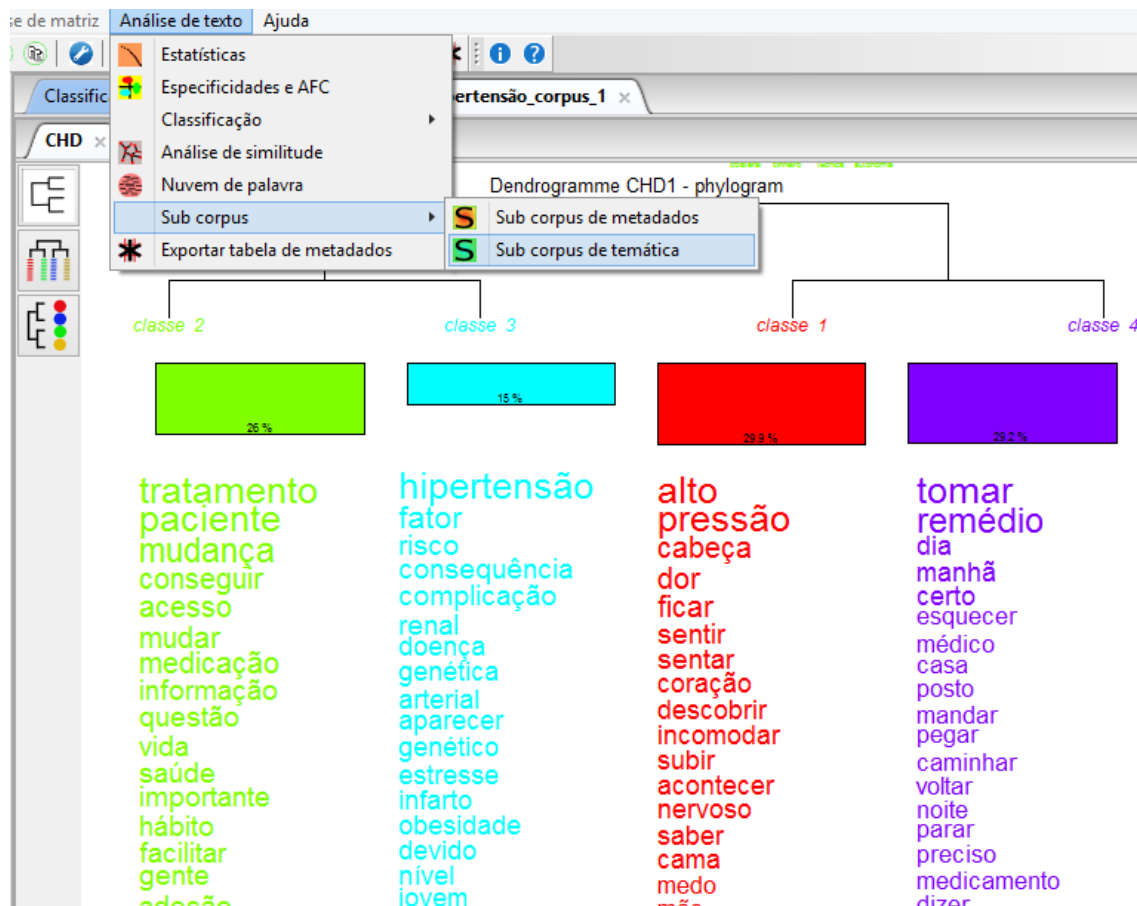 se de matriz Análise de texto Ajuda
Estatísticas
Especificidades e AFC
Classificação
Análise de similitude
Nuvem de palavra
Sub corpus
Exportar tabela de metadados
Sub corpus de metadados
Sub corpus de temática
Classific
ertensão_corpus_1
CHD
Dendrogramme CHD1 - phylogram
classe 2
classe 3
classe 1
classe 4
26 %
15 %
29.9 %
29.2 %
tratamento
paciente
mudança
conseguir
acesso
mudar
medicação
informação
questão
vida
saúde
importante
hábito
facilitar
gente
adesão
hipertensão
fator
risco
consequência
complicação
renal
doença
genética
arterial
aparecer
genético
estresse
infarto
obesidade
devido
nível
jovem
alto
pressão
cabeça
dor
ficar
sentir
sentar
coração
descobrir
incomodar
subir
acontecer
nervoso
saber
cama
medo
mão
tomar
remédio
dia
manhã
certo
esquecer
médico
casa
posto
mandar
pegar
caminhar
voltar
noite
parar
preciso
medicamento
dizer